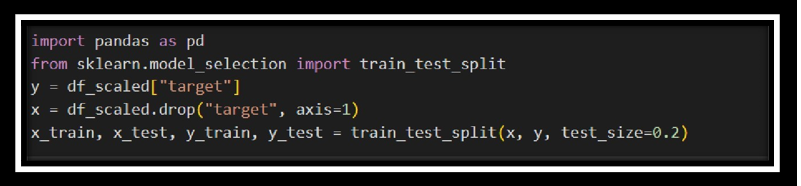 import pandas as pd
from sklearn.model_selection import train_test_split
y = df_scaled["target"]
x = df_scaled.drop("target", axis=1)
x_train, x_test, y_train, y_test = train_test_split(x, y, test_size=0.2)